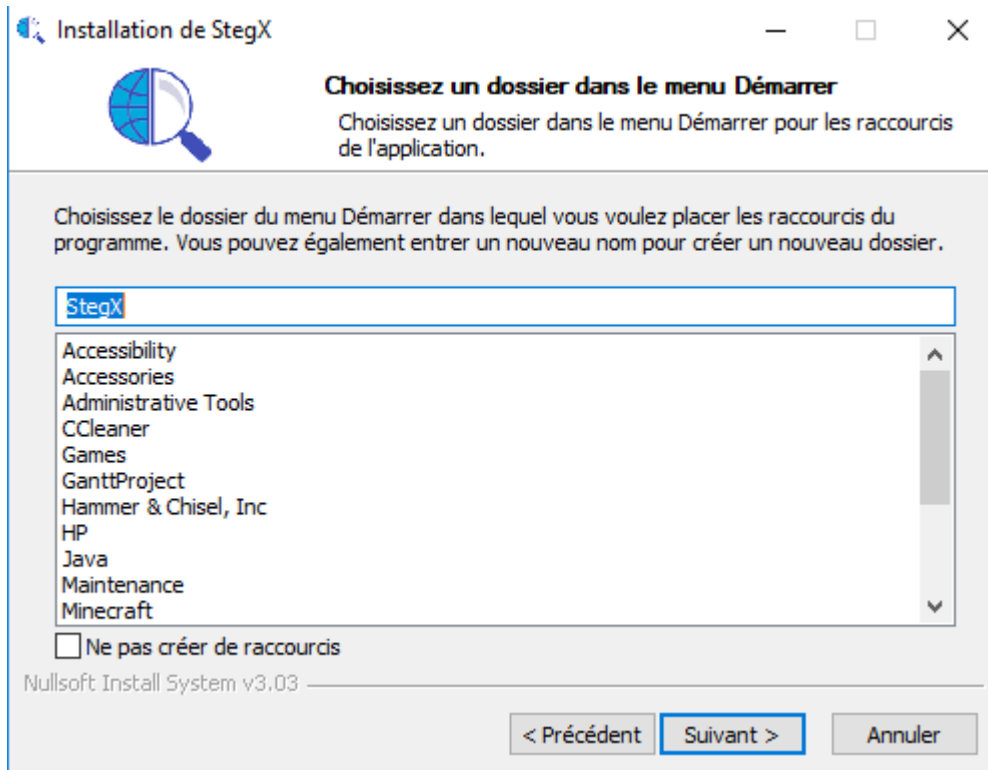 Installation de StegX
Choisissez un dossier dans le menu Démarrer
Choisissez un dossier dans le menu Démarrer pour les raccourcis
de l'application.
Choisissez le dossier du menu Démarrer dans lequel vous voulez placer les raccourcis du
programme. Vous pouvez également entrer un nouveau nom pour créer un nouveau dossier.
StegX
Accessibility
Accessories
Administrative Tools
CCleaner
Games
GanttProject
Hammer & Chisel, Inc
HP
Java
Maintenance
Minecraft
Ne pas créer de raccourcis
Nullsoft Install System v3.03
< Précédent Suivant > Annuler